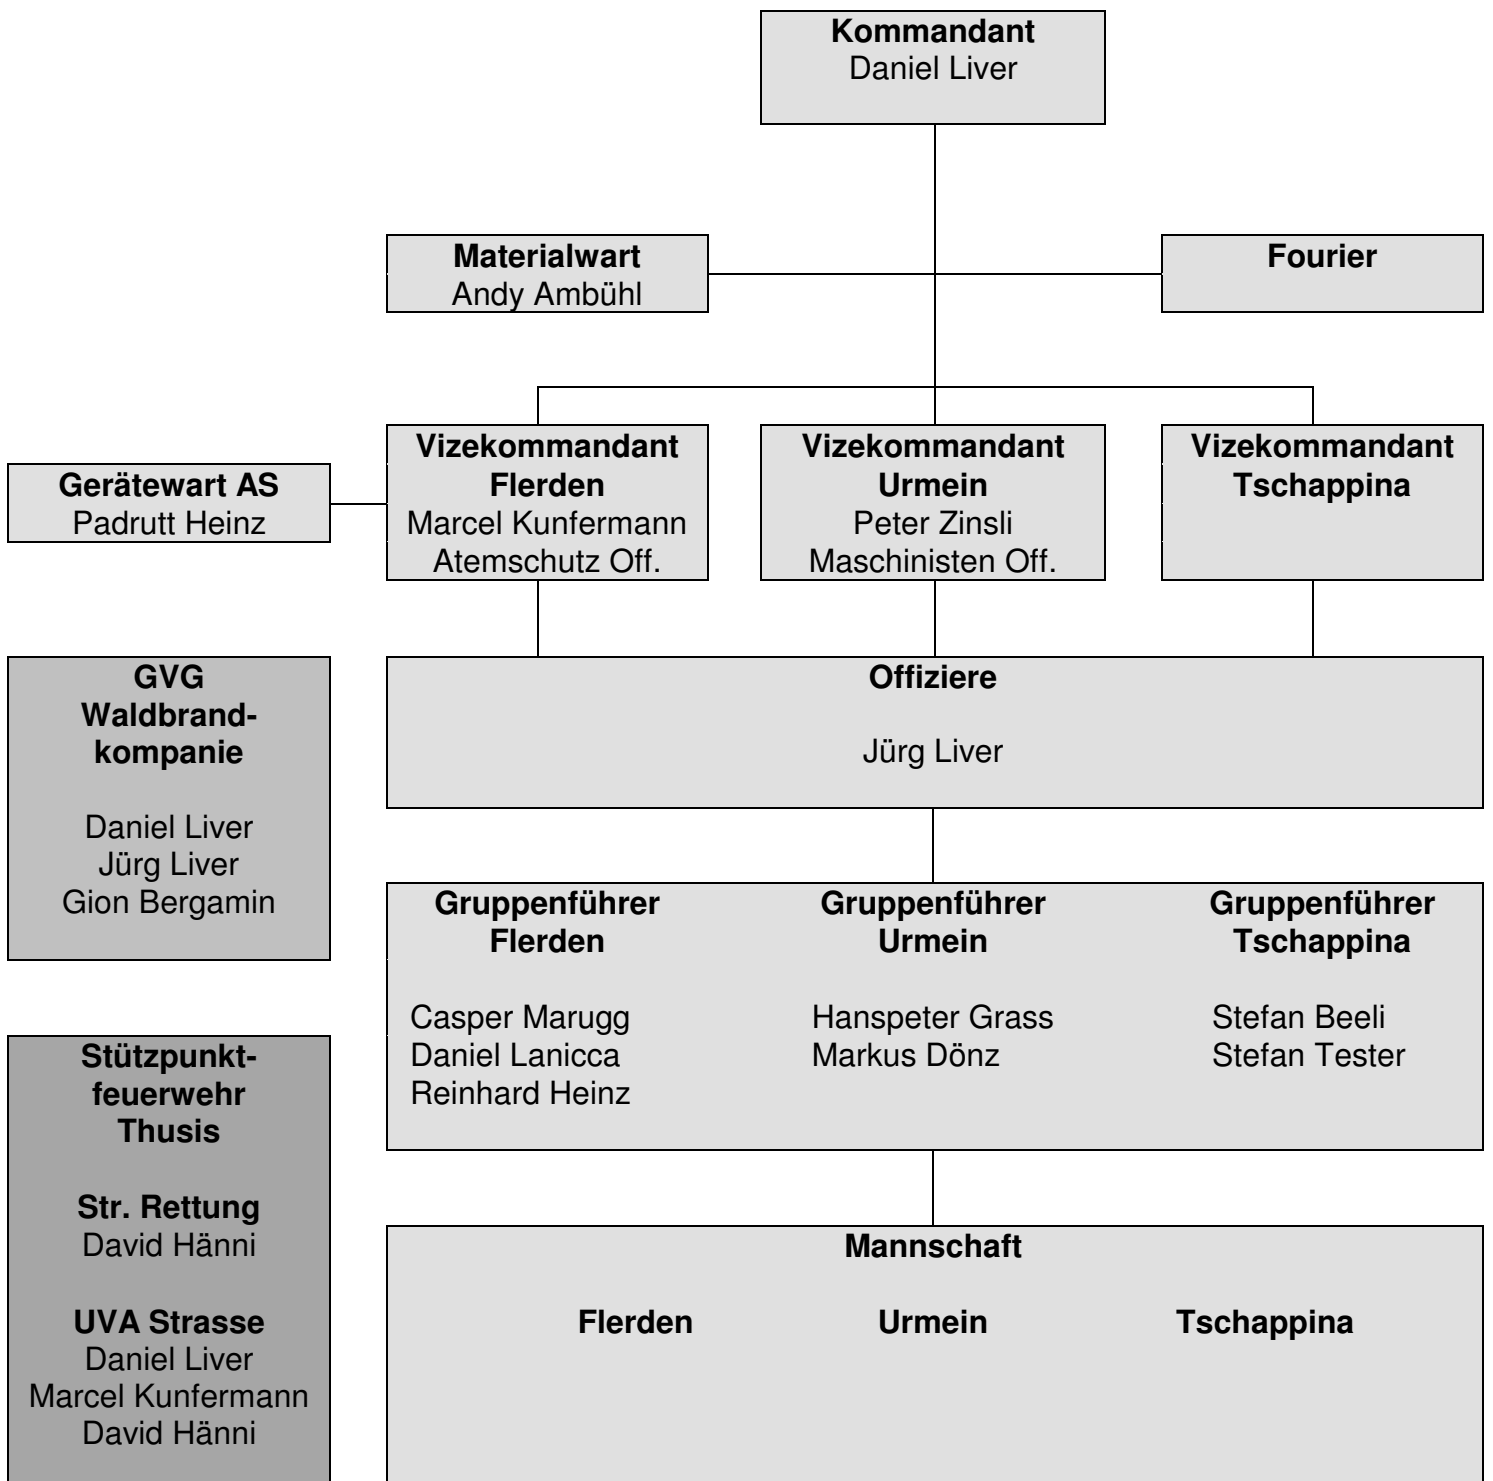 Kommandant
Daniel Liver
Materialwart
Andy Ambühl
Fourier
Gerätewart AS
Padrutt Heinz
Vizekommandant
Flerden
Marcel Kunfermann
Atemschutz Off.
Vizekommandant
Urmein
Peter Zinsli
Maschinisten Off.
Vizekommandant
Tschappina
GVG
Waldbrand-
kompanie
Daniel Liver
Jürg Liver
Gion Bergamin
Offiziere
Jürg Liver
Gruppenführer
Flerden
Casper Marugg
Daniel Lanicca
Reinhard Heinz
Gruppenführer
Urmein
Hanspeter Grass
Markus Dönz
Gruppenführer
Tschappina
Stefan Beeli
Stefan Tester
Stützpunkt-
feuerwehr
Thusis
Str. Rettung
David Hänni
UVA Strasse
Daniel Liver
Marcel Kunfermann
David Hänni
Mannschaft
Flerden
Urmein
Tschappina